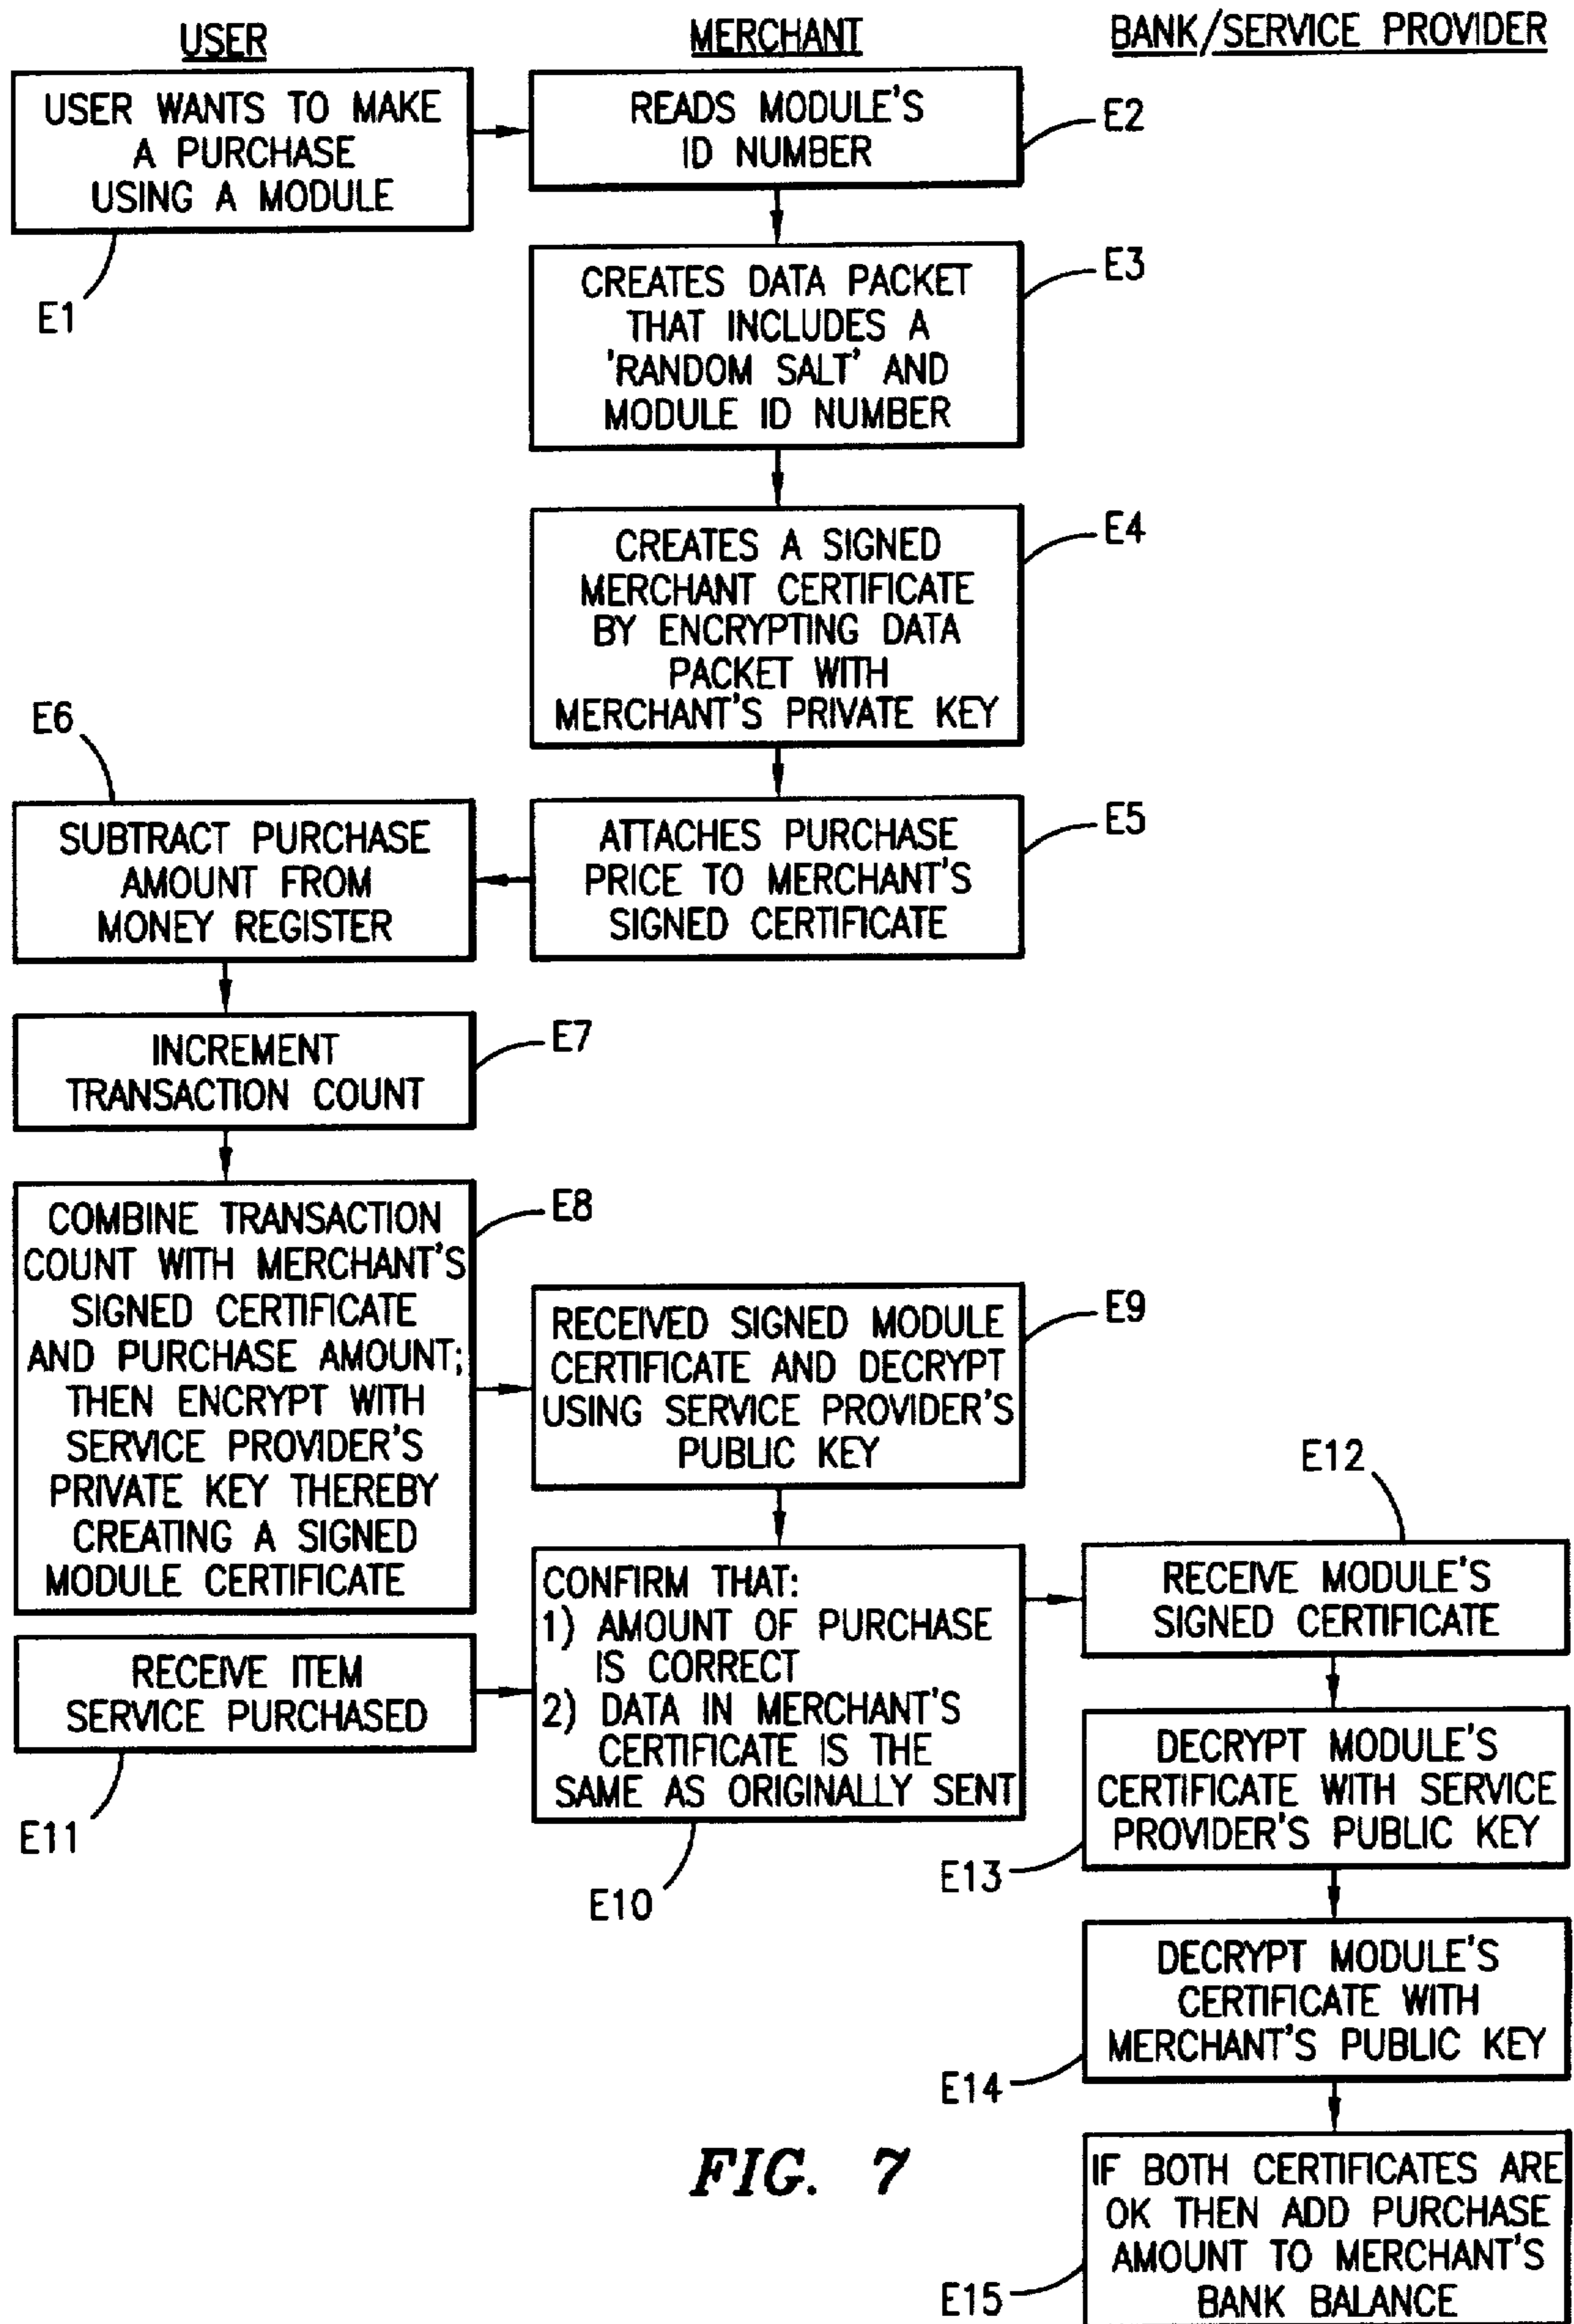 USER
MERCHANT
BANK/SERVICE PROVIDER
USER WANTS TO MAKE
A PURCHASE
USING A MODULE
E1
READS MODULE'S
ID NUMBER
E2
CREATES DATA PACKET
THAT INCLUDES A
'RANDOM SALT' AND
MODULE ID NUMBER
E3
CREATES A SIGNED
MERCHANT CERTIFICATE
BY ENCRYPTING DATA
PACKET WITH
MERCHANT'S PRIVATE KEY
E4
ATTACHES PURCHASE
PRICE TO MERCHANT'S
SIGNED CERTIFICATE
E5
E6
SUBTRACT PURCHASE
AMOUNT FROM
MONEY REGISTER
INCREMENT
TRANSACTION COUNT
E7
COMBINE TRANSACTION
COUNT WITH MERCHANT'S
SIGNED CERTIFICATE
AND PURCHASE AMOUNT;
THEN ENCRYPT WITH
SERVICE PROVIDER'S
PRIVATE KEY THEREBY
CREATING A SIGNED
MODULE CERTIFICATE
E8
RECEIVED SIGNED MODULE
CERTIFICATE AND DECRYPT
USING SERVICE PROVIDER'S
PUBLIC KEY
E9
CONFIRM THAT:
1) AMOUNT OF PURCHASE
IS CORRECT
2) DATA IN MERCHANT'S
CERTIFICATE IS THE
SAME AS ORIGINALLY SENT
E10
RECEIVE ITEM
SERVICE PURCHASED
E11
E12
RECEIVE MODULE'S
SIGNED CERTIFICATE
DECRYPT MODULE'S
CERTIFICATE WITH SERVICE
PROVIDER'S PUBLIC KEY
E13
DECRYPT MODULE'S
CERTIFICATE WITH
MERCHANT'S PUBLIC KEY
E14
IF BOTH CERTIFICATES ARE
OK THEN ADD PURCHASE
AMOUNT TO MERCHANT'S
BANK BALANCE
E15
FIG. 7